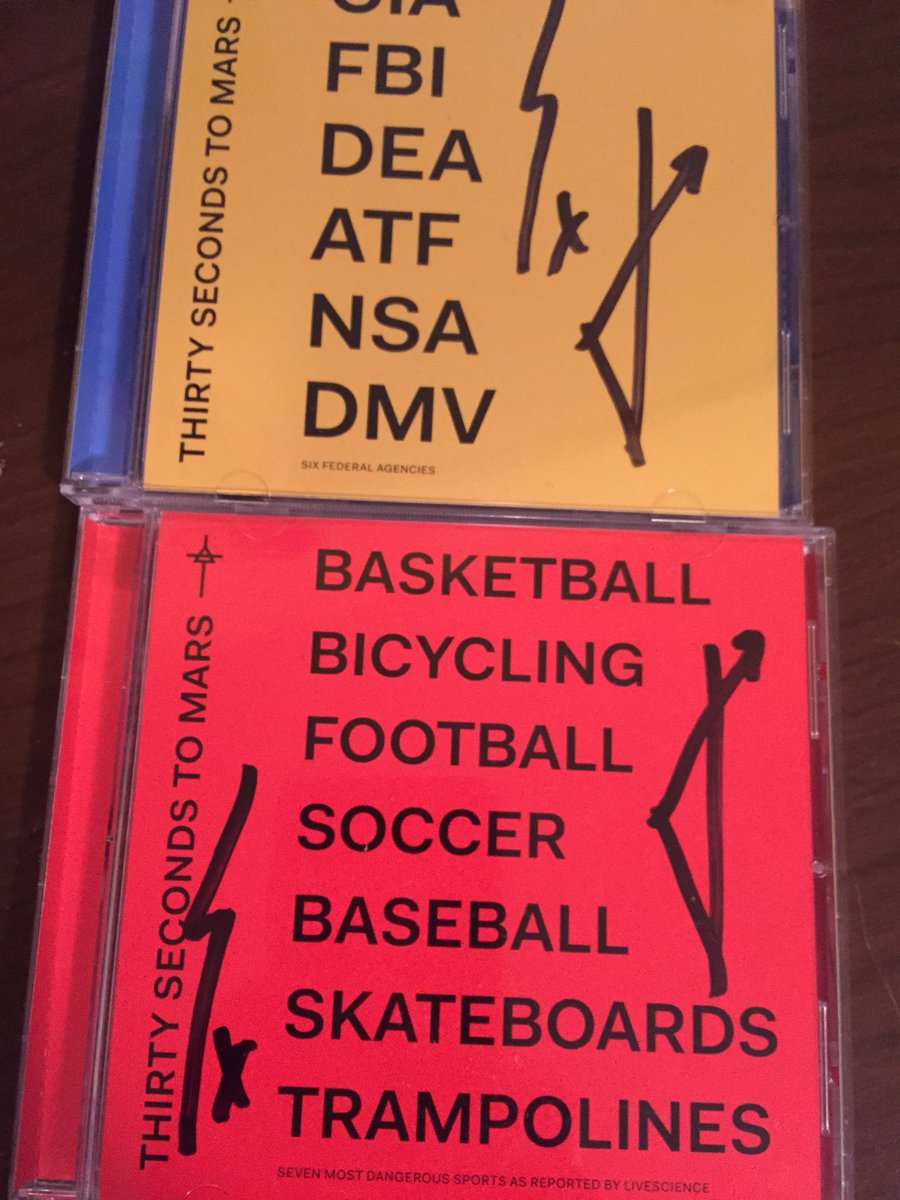 THIRTY SECONDS TO MARS
CIA
FBI
DEA
ATF
NSA
DMV
SIX FEDERAL AGENCIES
THIRTY SECONDS TO MARS
BASKETBALL
BICYCLING
FOOTBALL
SOCCER
BASEBALL
SKATEBOARDS
TRAMPOLINES
SEVEN MOST DANGEROUS SPORTS AS REPORTED BY LIVESCIENCE